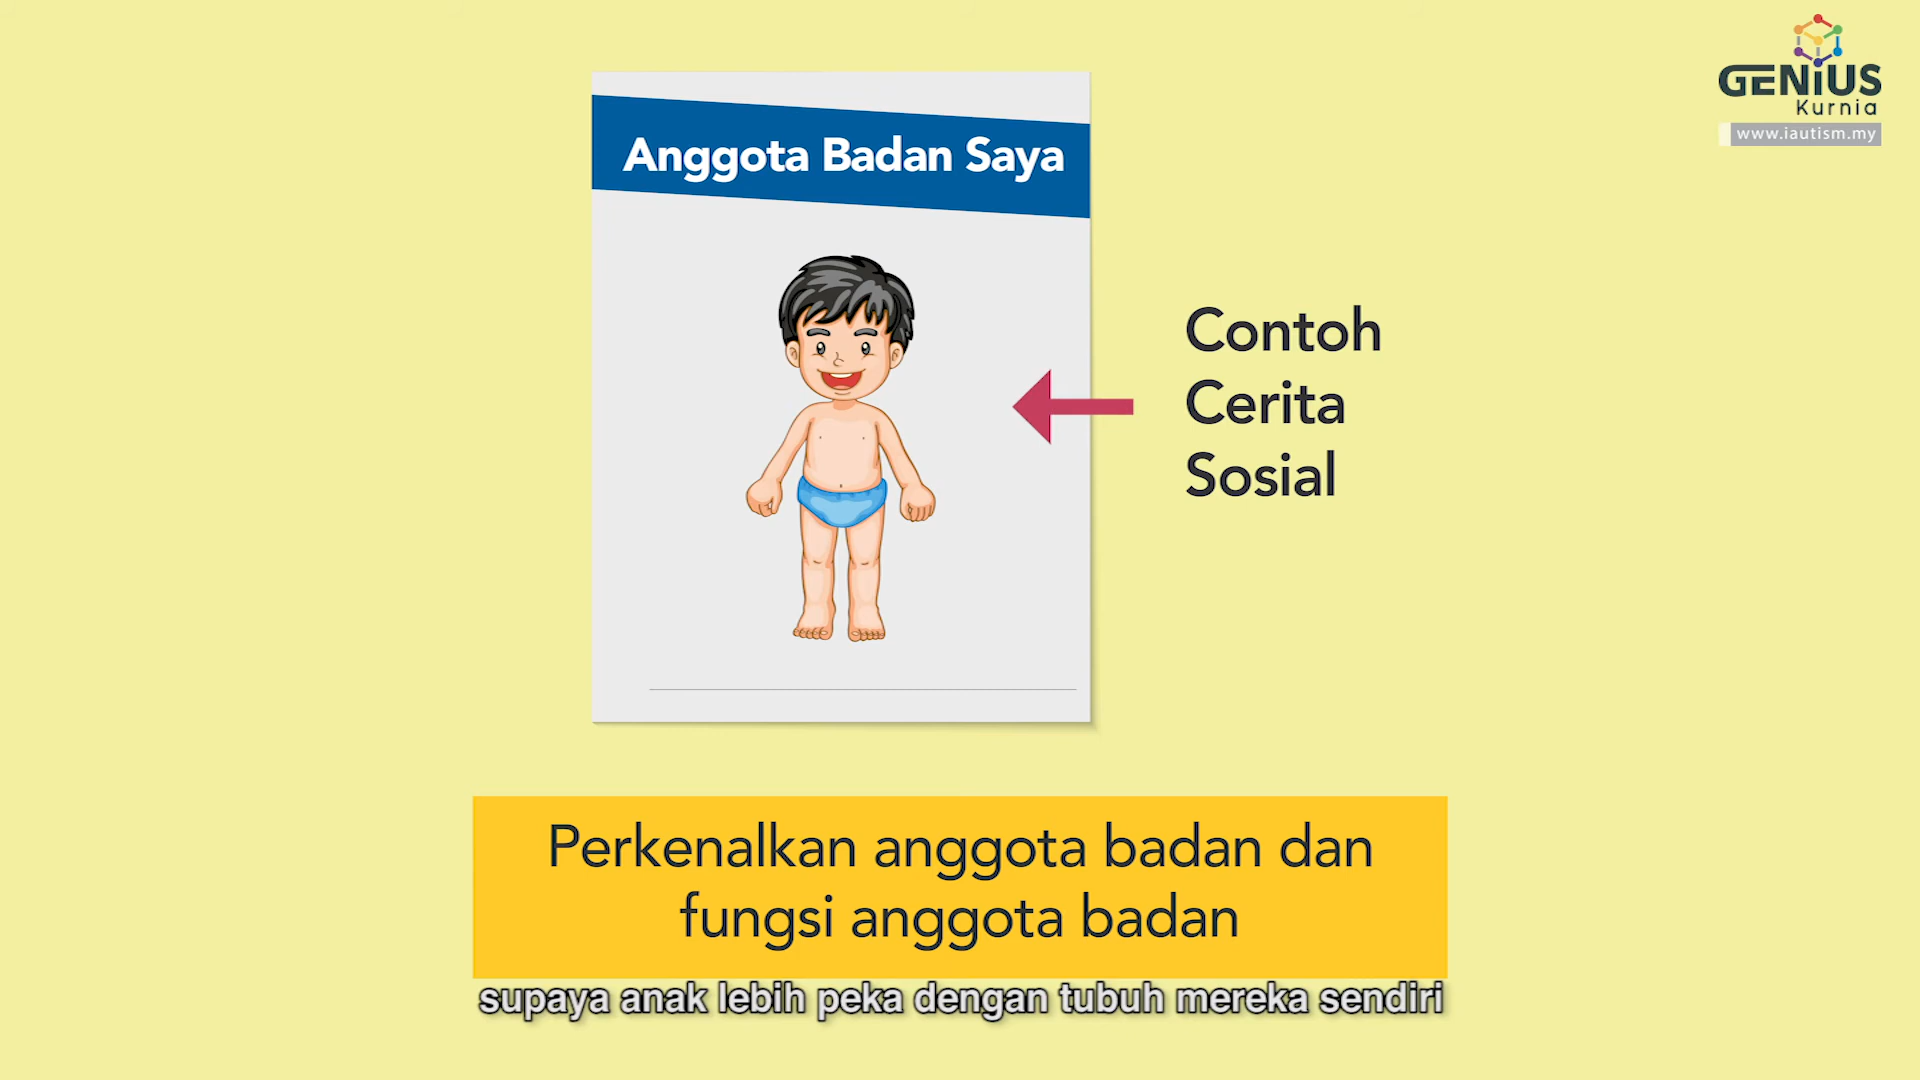 GENiUS
Kurnia
www.iautism.my
Anggota Badan Saya
Contoh
Cerita
Sosial
Perkenalkan anggota badan dan
fungsi anggota badan
supaya anak lebih peka dengan tubuh mereka sendiri